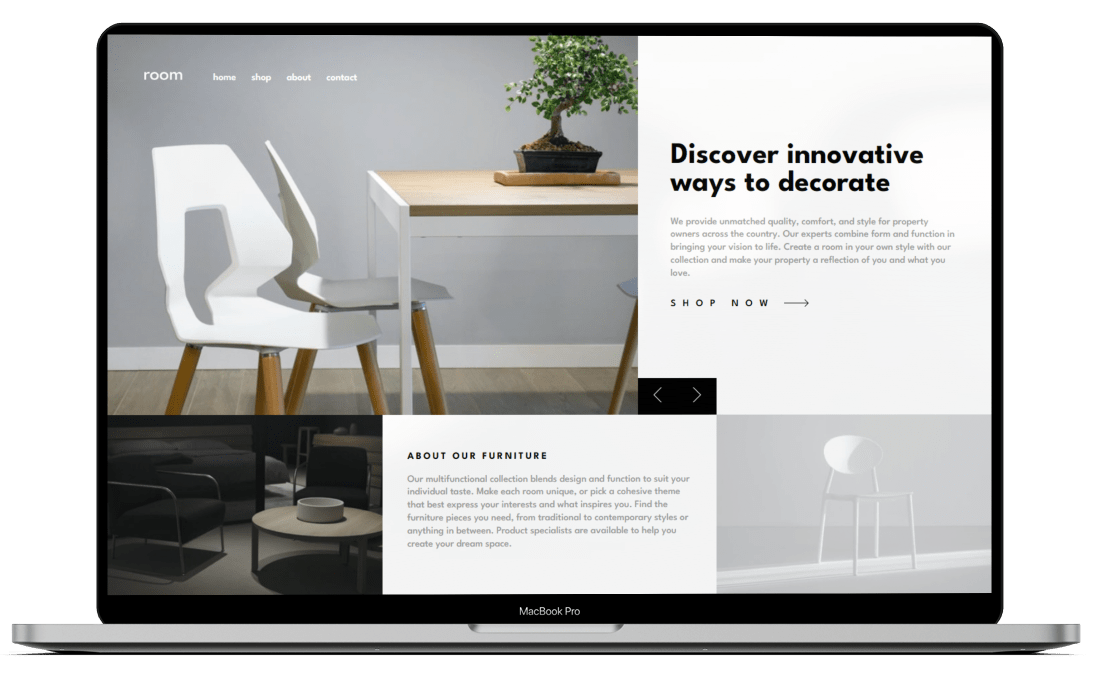 room
home shop about contact
Discover innovative
ways to decorate
We provide unmatched quality, comfort, and style for property
owners across the country. Our experts combine form and function in
bringing your vision to life. Create a room in your own style with our
collection and make your property a reflection of you and what you
love.
SHOP NOW
ABOUT OUR FURNITURE
Our multifunctional collection blends design and function to suit your
individual taste. Make each room unique, or pick a cohesive theme
that best express your interests and what inspires you. Find the
furniture pieces you need, from traditional to contemporary styles or
anything in between. Product specialists are available to help you
create your dream space.
MacBook Pro